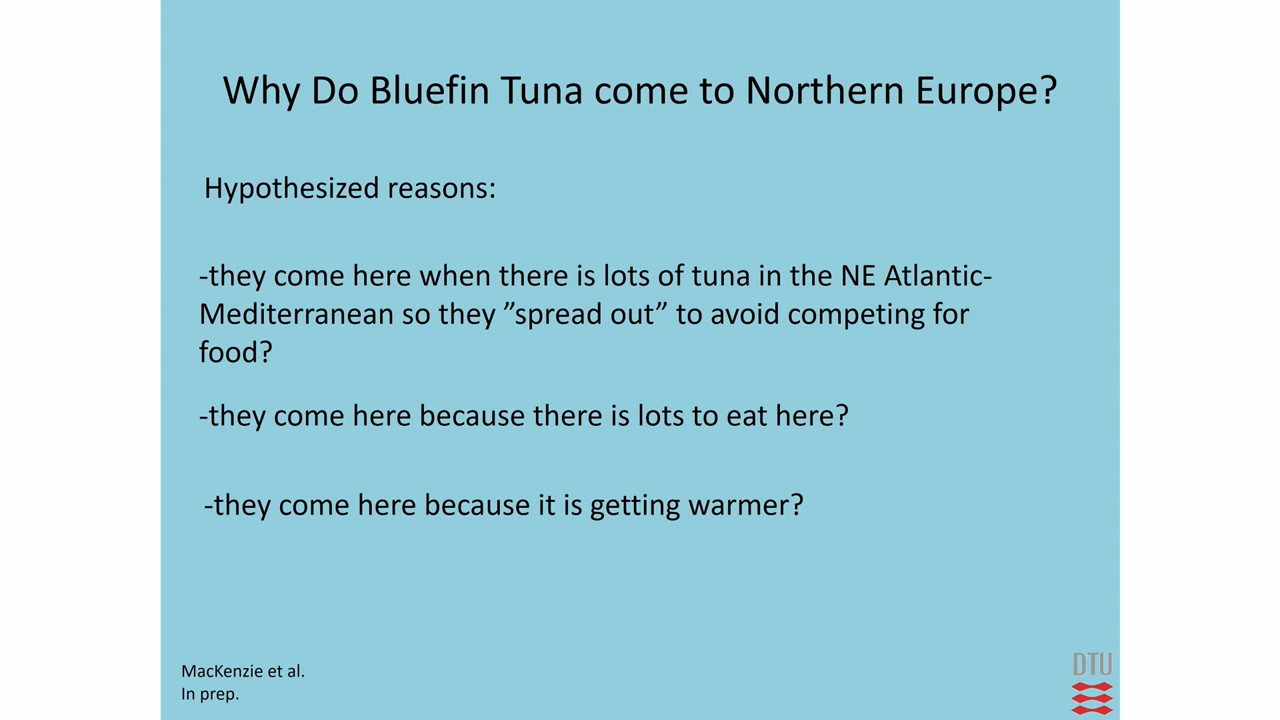 Why Do Bluefin Tuna come to Northern Europe?
Hypothesized reasons:
-they come here when there is lots of tuna in the NE Atlantic-
Mediterranean so they ”spread out” to avoid competing for
food?
-they come here because there is lots to eat here?
-they come here because it is getting warmer?
MacKenzie et al.
In prep.
DTU